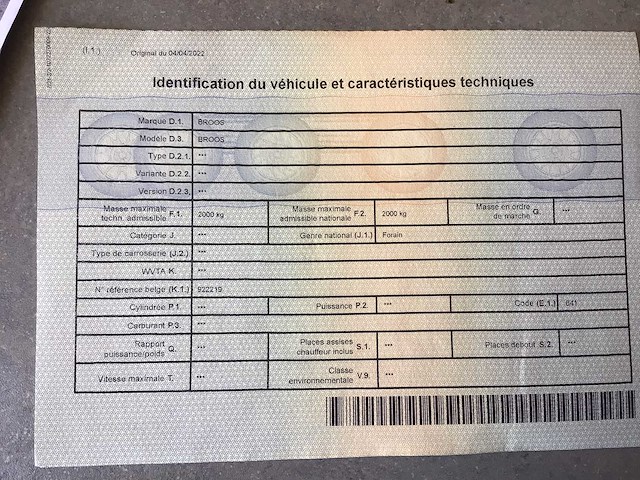 (I.1.) Original du 04/04/2022
Identification du véhicule et caractéristiques techniques
Marque D.1. BROOS
Modèle D.3. BROOS
Type D.2.1. ***
Variante D.2.2. ***
Version D.2.3. ***
Masse maximale techn. admissible F.1. 2000 kg Masse maximale admissible nationale F.2. 2000 kg Masse en ordre de marche G. ***
Catégorie J. *** Genre national (J.1.) Forain
Type de carrosserie (J.2.) ***
WVTA K. ***
N° référence belge (K.1.) 922219
Cylindrée P.1. *** Puissance P.2. *** Code (E.1.) 641
Carburant P.3. ***
Rapport puissance/poids Q. *** Places assises chauffeur inclus S.1. *** Places debout S.2. ***
Vitesse maximale T. *** Classe environnementale V.9. ***